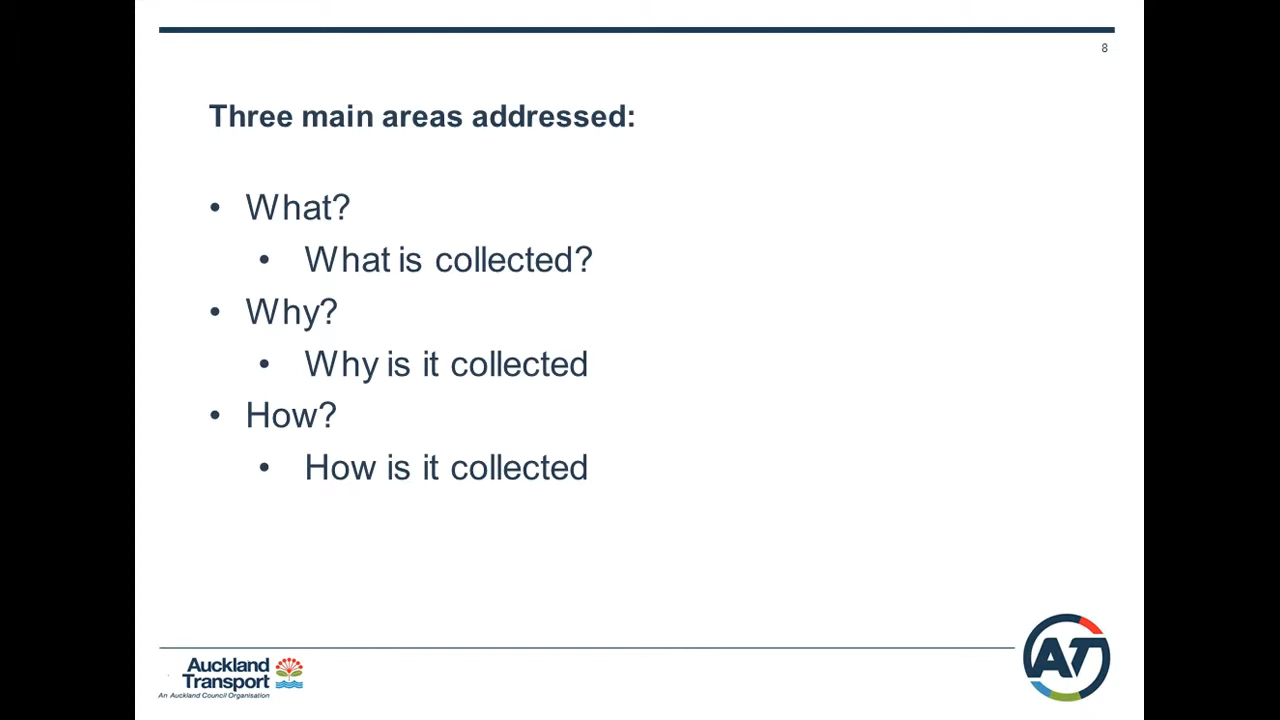 8
Three main areas addressed:
• What?
• What is collected?
• Why?
• Why is it collected
• How?
• How is it collected
Auckland
Transport
An Auckland Council Organisation
AT